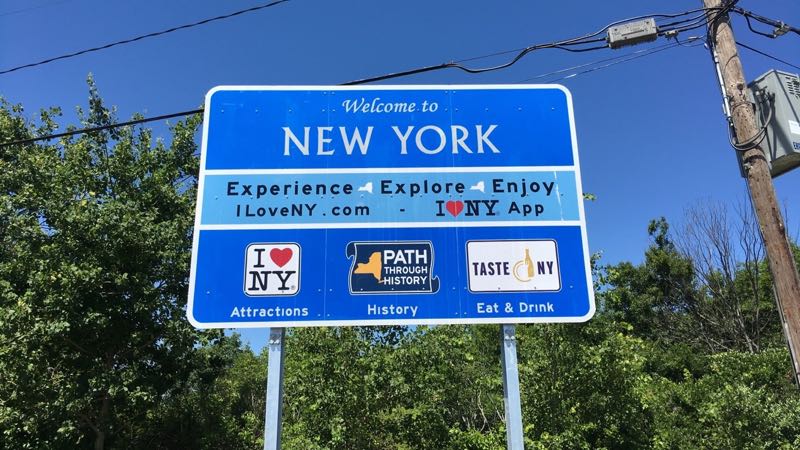 Welcome to
NEW YORK
Experience Explore Enjoy
ILoveNY.com - I♥NY App
I♥
NY
PATH
THROUGH
HISTORY
TASTE NY
Attractions History Eat & Drink